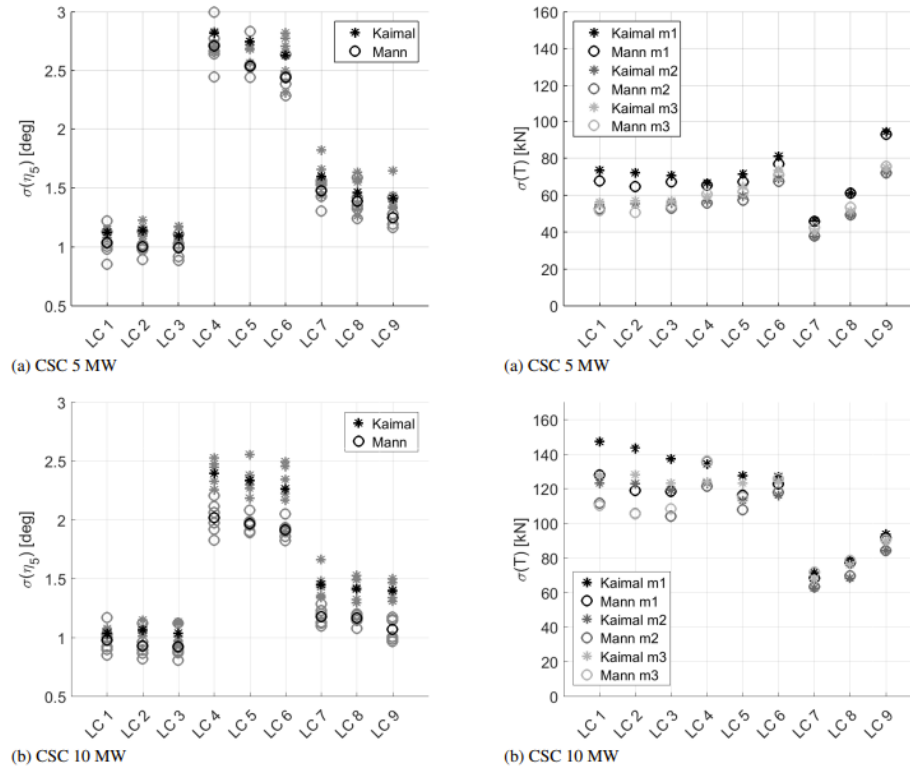 3
2.5
2
1.5
1
0.5
σ(η5) [deg]
Kaimal
Mann
LC 1
LC 2
LC 3
LC 4
LC 5
LC 6
LC 7
LC 8
LC 9
(a) CSC 5 MW
160
140
120
100
80
60
40
20
0
σ(T) [kN]
Kaimal m1
Mann m1
Kaimal m2
Mann m2
Kaimal m3
Mann m3
LC 1
LC 2
LC 3
LC 4
LC 5
LC 6
LC 7
LC 8
LC 9
(a) CSC 5 MW
3
2.5
2
1.5
1
0.5
σ(η5) [deg]
Kaimal
Mann
LC 1
LC 2
LC 3
LC 4
LC 5
LC 6
LC 7
LC 8
LC 9
(b) CSC 10 MW
160
140
120
100
80
60
40
20
0
σ(T) [kN]
Kaimal m1
Mann m1
Kaimal m2
Mann m2
Kaimal m3
Mann m3
LC 1
LC 2
LC 3
LC 4
LC 5
LC 6
LC 7
LC 8
LC 9
(b) CSC 10 MW